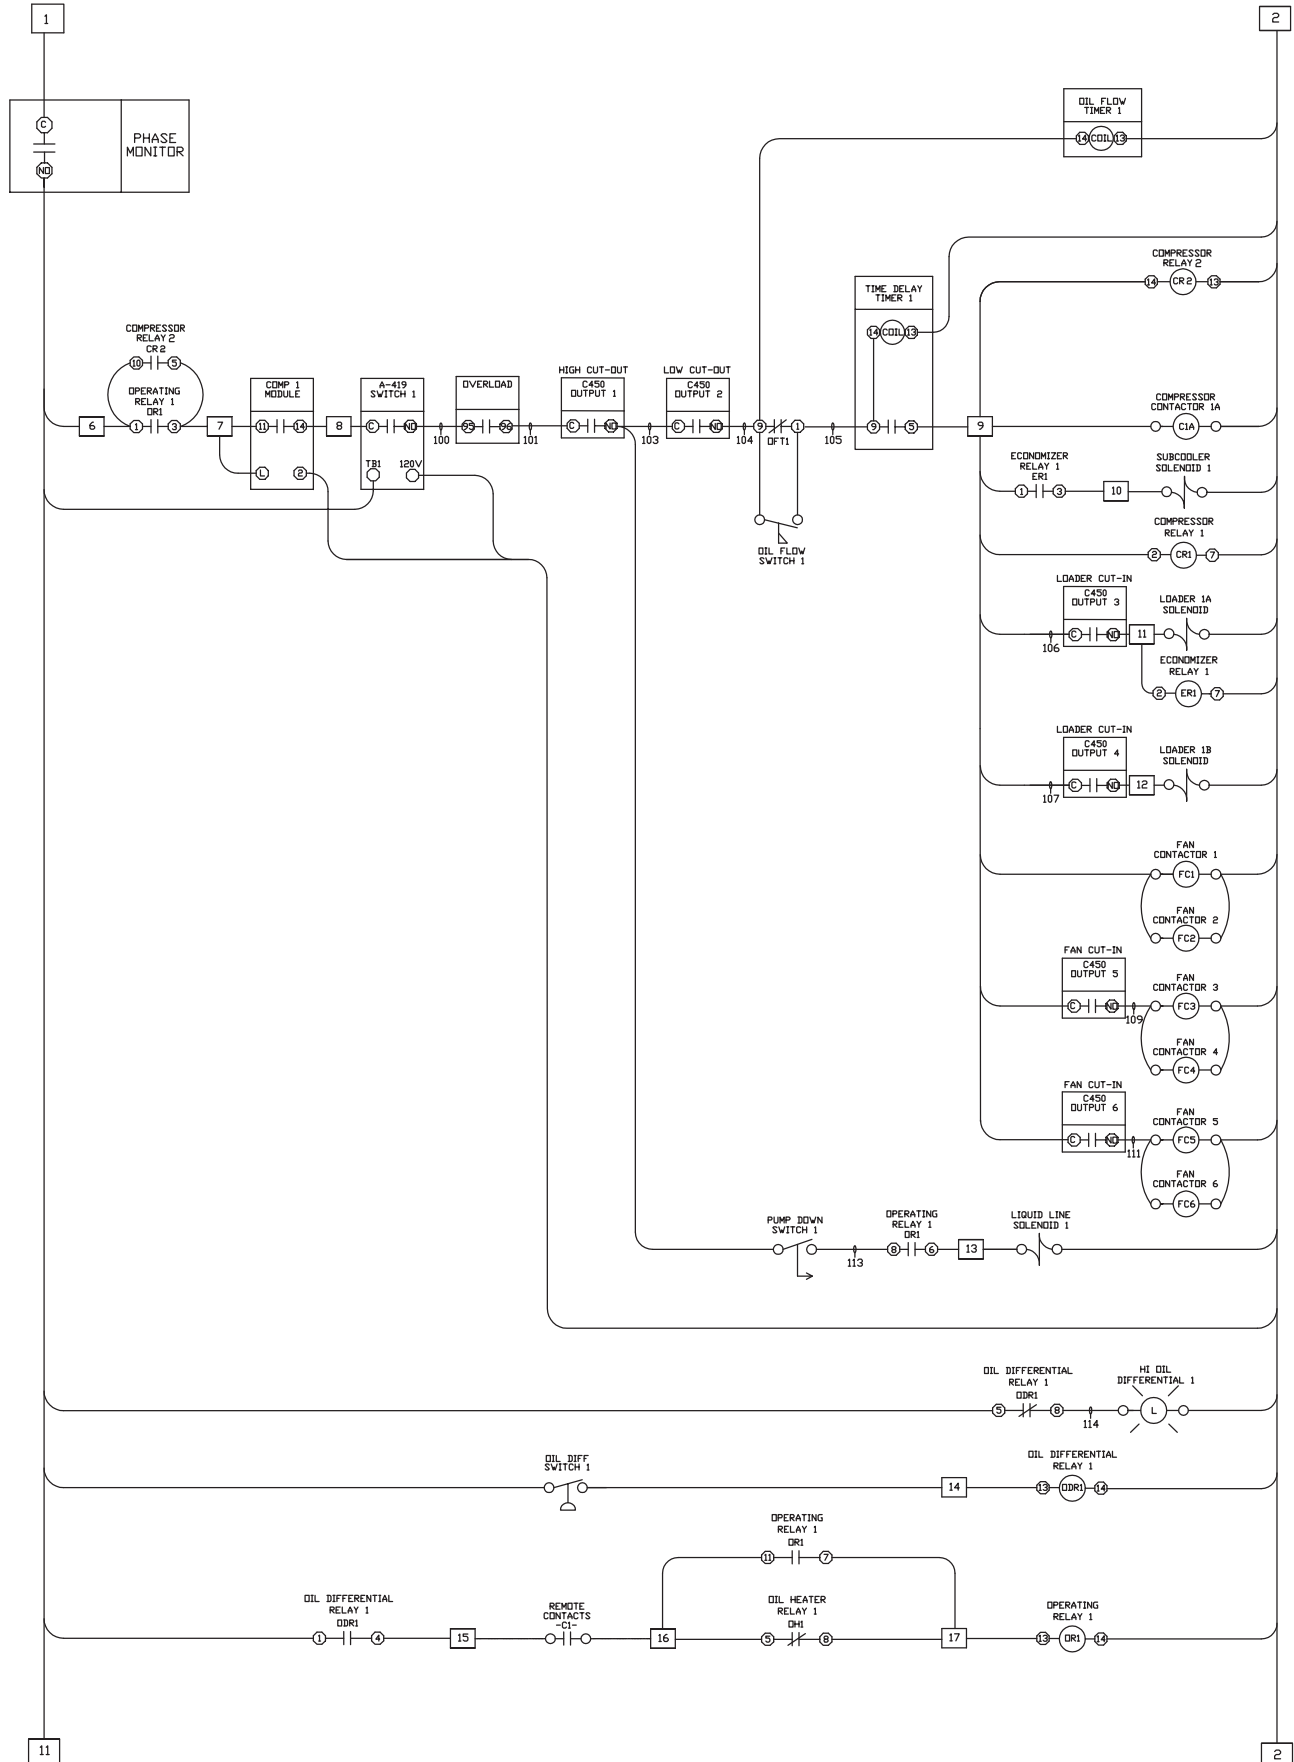 1
2
C
NO
PHASE
MONITOR
OIL FLOW
TIMER 1
14 COIL 13
COMPRESSOR
RELAY 2
14 CR2 13
TIME DELAY
TIMER 1
14 COIL 13
9 5
COMPRESSOR
RELAY 2
CR2
10 5
OPERATING
RELAY 1
OR1
6 1 3 7
COMP 1
MODULE
11 14
L 2
8
A-419
SWITCH 1
C NO
TB1 120V
100
OVERLOAD
95 96
101
HIGH CUT-OUT
C450
OUTPUT 1
C NO
103
LOW CUT-OUT
C450
OUTPUT 2
C NO
104
9 1
OFT1
105
OIL FLOW
SWITCH 1
9
COMPRESSOR
CONTACTOR 1A
C1A
ECONOMIZER
RELAY 1
ER1
1 3 10
SUBCOOLER
SOLENOID 1
COMPRESSOR
RELAY 1
2 CR1 7
LOADER CUT-IN
C450
OUTPUT 3
C NO
106
11
LOADER 1A
SOLENOID
ECONOMIZER
RELAY 1
2 ER1 7
LOADER CUT-IN
C450
OUTPUT 4
C NO
107
12
LOADER 1B
SOLENOID
FAN
CONTACTOR 1
FC1
FAN
CONTACTOR 2
FC2
FAN CUT-IN
C450
OUTPUT 5
C NO
109
FAN
CONTACTOR 3
FC3
FAN
CONTACTOR 4
FC4
FAN CUT-IN
C450
OUTPUT 6
C NO
111
FAN
CONTACTOR 5
FC5
FAN
CONTACTOR 6
FC6
PUMP DOWN
SWITCH 1
113
OPERATING
RELAY 1
OR1
8 6 13
LIQUID LINE
SOLENOID 1
OIL DIFFERENTIAL
RELAY 1
ODR1
5 8
114
HI OIL
DIFFERENTIAL 1
L
OIL DIFF
SWITCH 1
14
OIL DIFFERENTIAL
RELAY 1
13 ODR1 14
OPERATING
RELAY 1
OR1
11 7
OIL DIFFERENTIAL
RELAY 1
ODR1
1 4 15
REMOTE
CONTACTS
-C1-
16
OIL HEATER
RELAY 1
OH1
5 8 17
OPERATING
RELAY 1
13 OR1 14
11
2